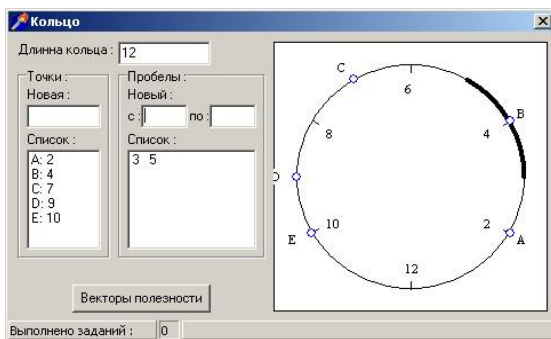 Кольцо
Длинна кольца : 12
Точки :
Новая :
Список :
A: 2
B: 4
C: 7
D: 9
E: 10
Пробелы :
Новый :
с : по :
Список :
3 5
Векторы полезности
Выполнено заданий : 0
C
6
B
8
4
D
E
10
2
A
12